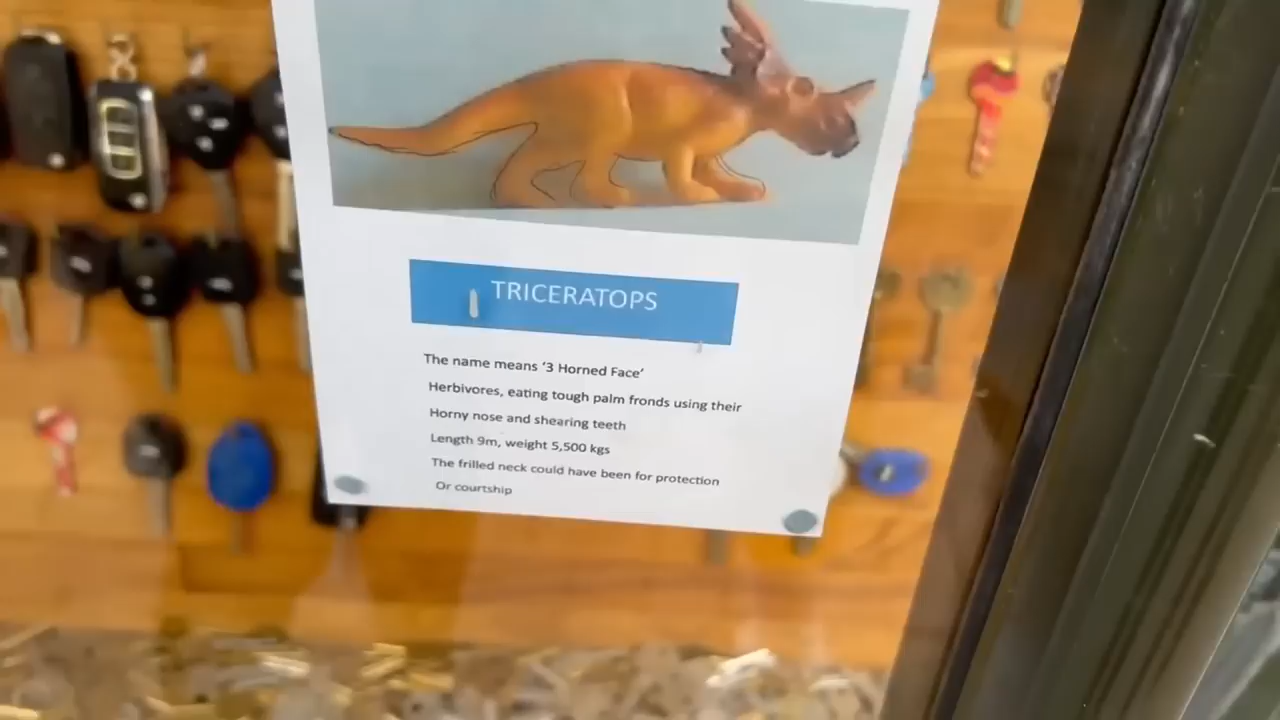 TRICERATOPS
The name means ‘3 Horned Face’
Herbivores, eating tough palm fronds using their
Horny nose and shearing teeth
Length 9m, weight 5,500 kgs
The frilled neck could have been for protection
Or courtship